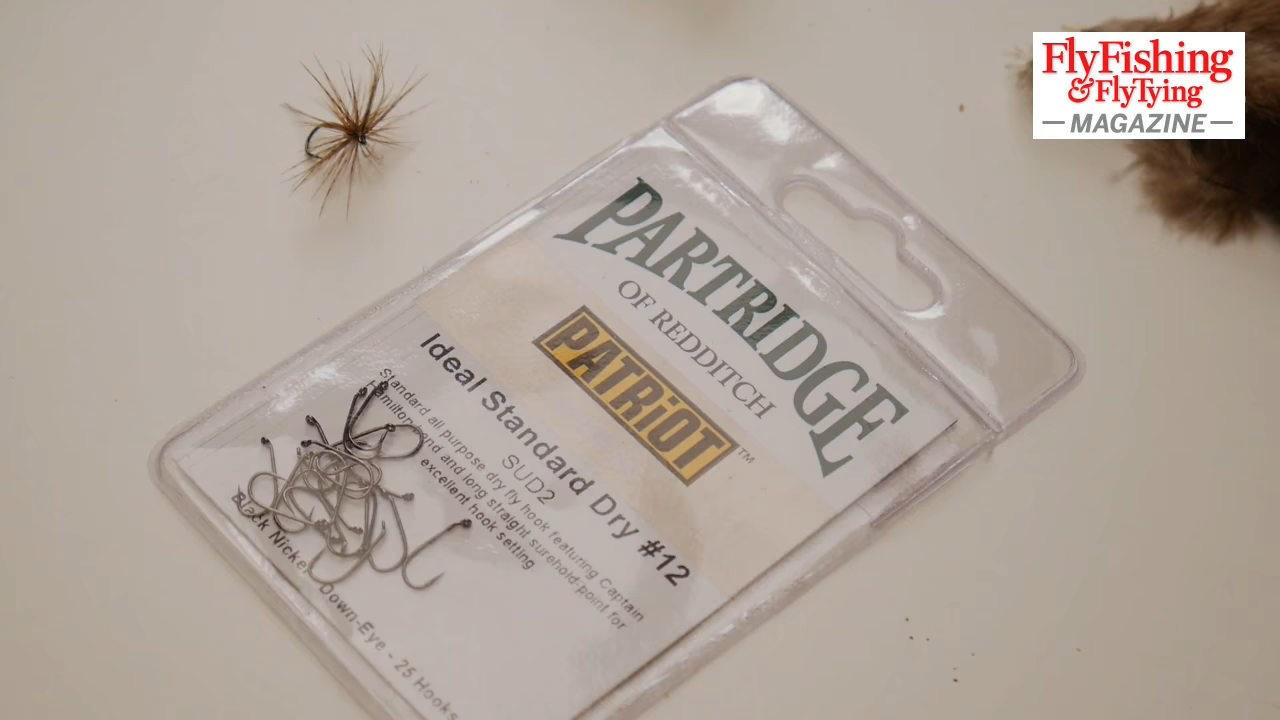 FlyFishing
& FlyTying
MAGAZINE
PARTRIDGE
OF REDDITCH
PATRiOT™
Ideal Standard Dry #12
SUD2
Standard all purpose dry fly hook featuring Captain
Hamilton bend and long straight surehold-point for
excellent hook setting
Black Nickel Down-Eye - 25 Hooks